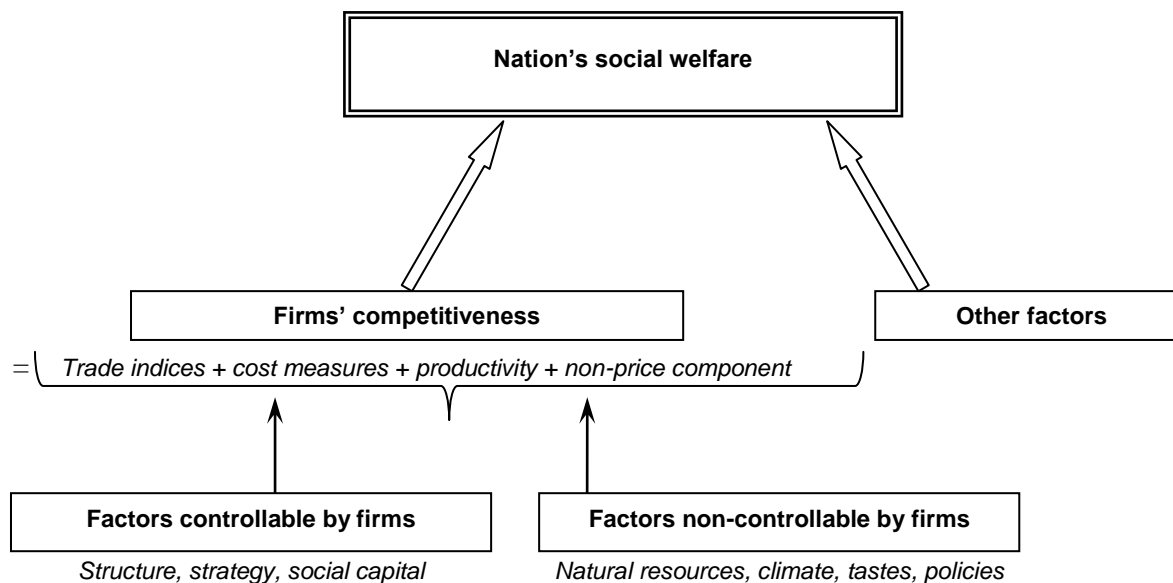 Nation’s social welfare
Firms’ competitiveness
Other factors
= Trade indices + cost measures + productivity + non-price component
Factors controllable by firms
Factors non-controllable by firms
Structure, strategy, social capital
Natural resources, climate, tastes, policies